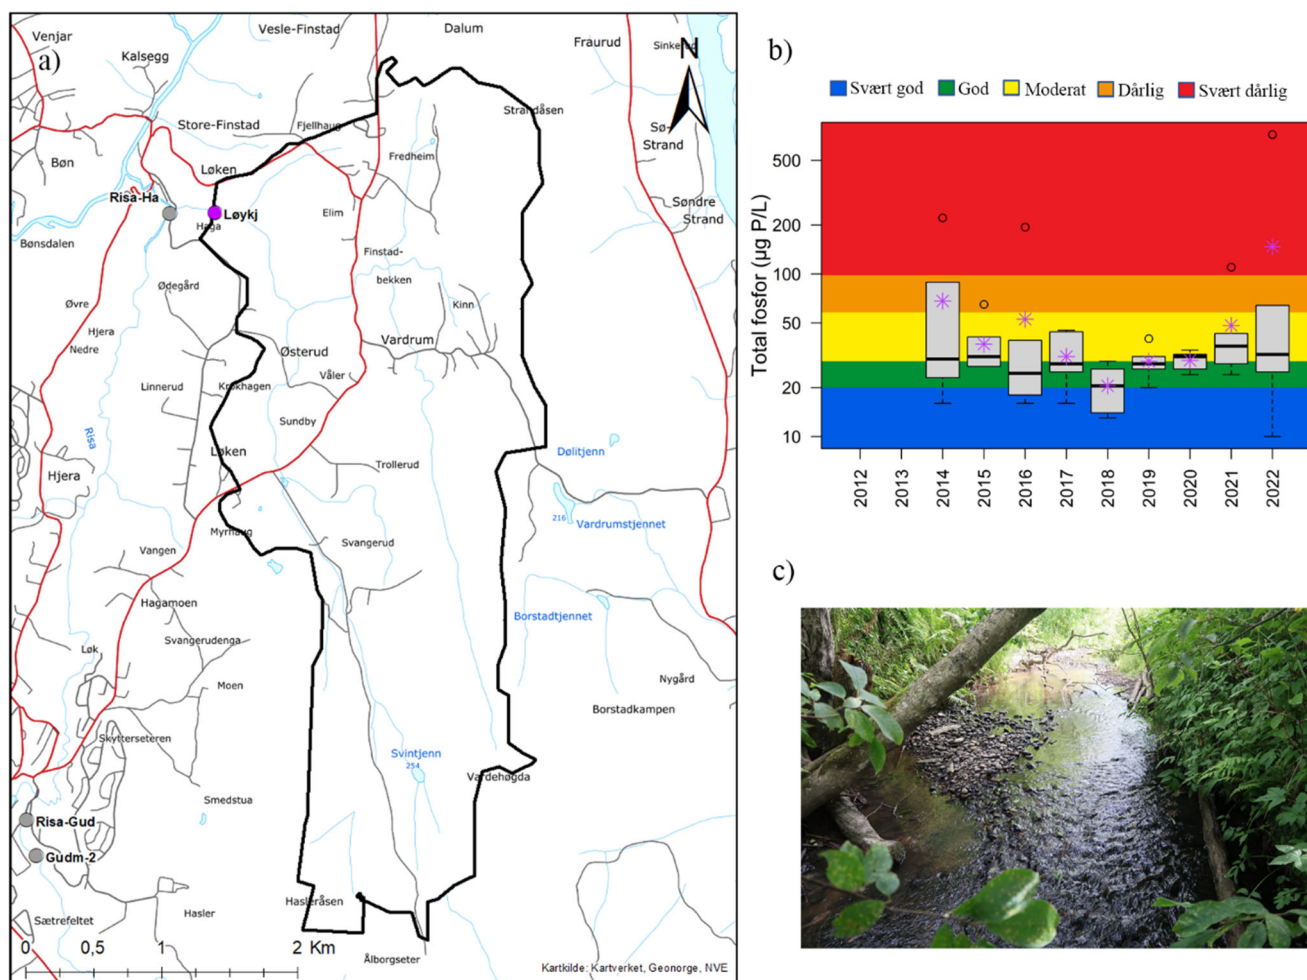 a)
Venjar
Vesle-Finstad
Dalum
Fraurud
Kalsegg
N
Strandåsen
Store-Finstad
Fjellhaug
Sø-
Strand
Bøn
Løken
Fredheim
Risa-Ha
Løykj
Elim
Søndre
Strand
Haga
Bønsdalen
Finstad-
bekken
Ødegård
Kinn
Øvre
Hjera
Nedre
Østerud
Vardrum
Våler
Linnerud
Krokhagen
Sundby
Risa
Løken
Trollerud
Dølitjenn
Hjera
216
Vardrumstjennet
Myrhaug
Svangerud
Vangen
Hagamoen
Borstadtjennet
Svangerudenga
Løk
Moen
Nygård
Borstadkampen
Skytterseteren
Svintjenn
254
Vardehøgda
Smedstua
Risa-Gud
Gudm-2
Hasleråsen
Hasler
Sætrefeltet
0 0,5 1 2 Km
Ålborgseter
Kartkilde: Kartverket, Geonorge, NVE
b)
Svært god God Moderat Dårlig Svært dårlig
Total fosfor (µg P/L)
500
200
100
50
20
10
2012 2013 2014 2015 2016 2017 2018 2019 2020 2021 2022
c)